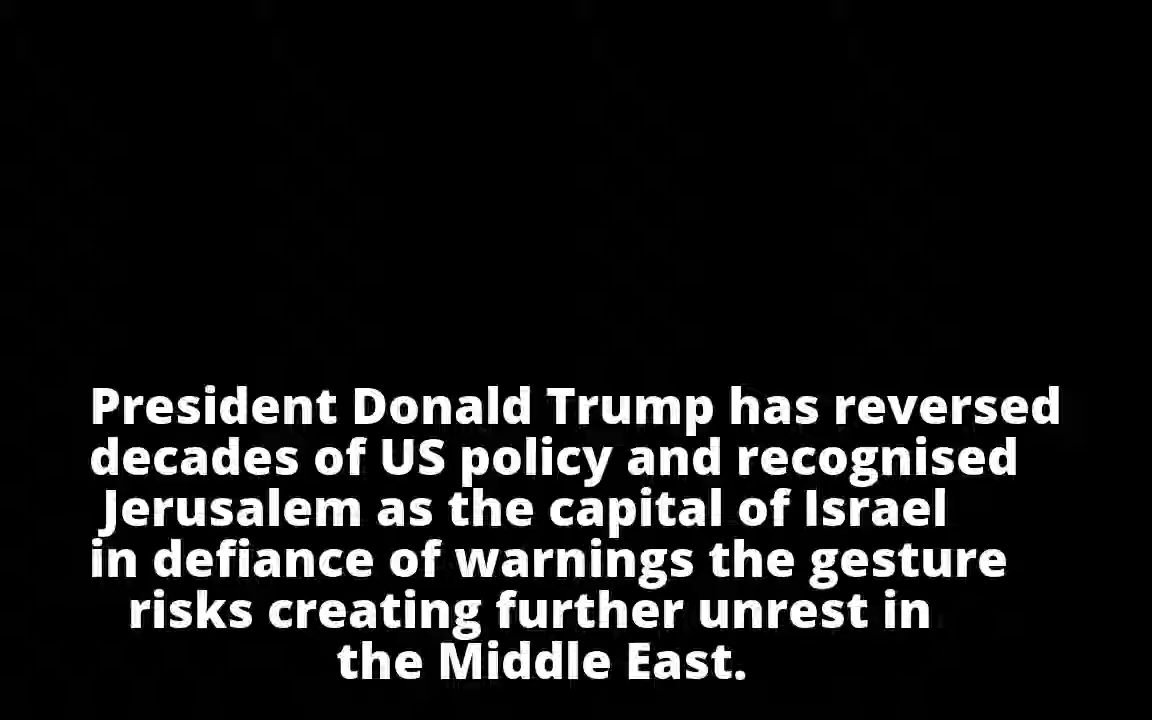 President Donald Trump has reversed
decades of US policy and recognised
Jerusalem as the capital of Israel
in defiance of warnings the gesture
risks creating further unrest in
the Middle East.